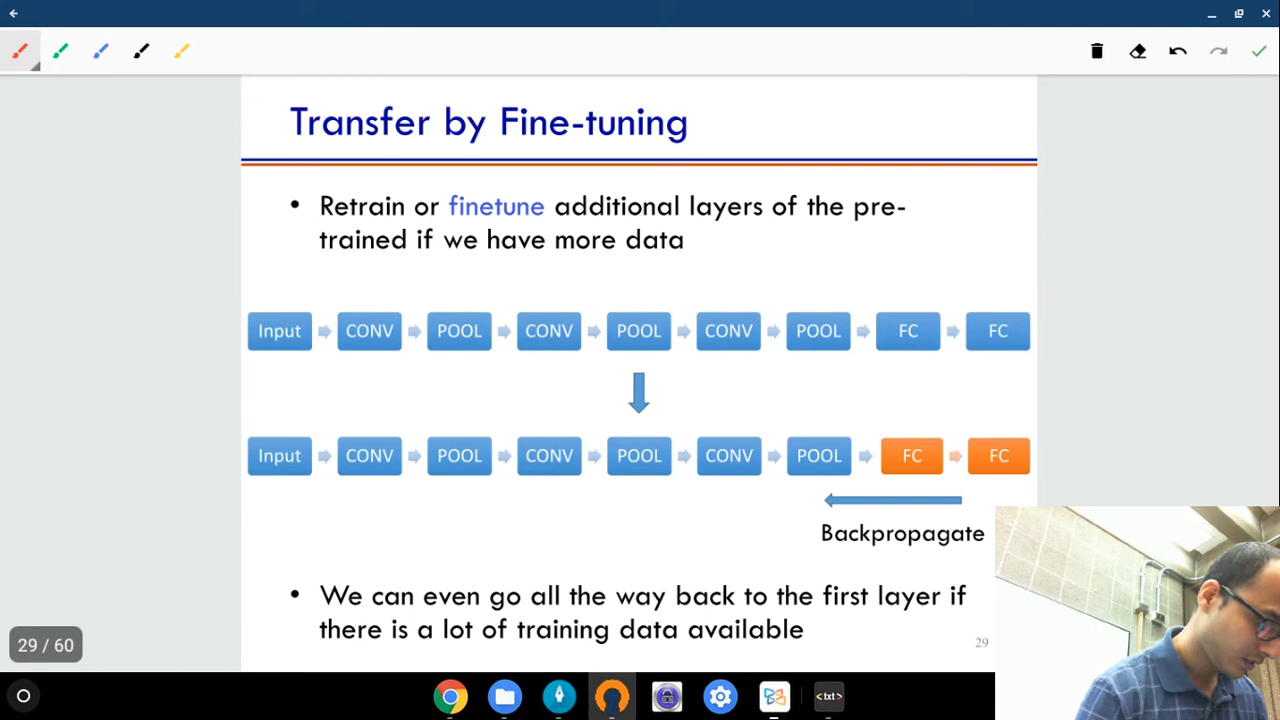 Transfer by Fine-tuning
• Retrain or finetune additional layers of the pre-
trained if we have more data
Input CONV POOL CONV POOL CONV POOL FC FC
Input CONV POOL CONV POOL CONV POOL FC FC
Backpropagate
• We can even go all the way back to the first layer if
there is a lot of training data available
29 / 60
29
<txt>